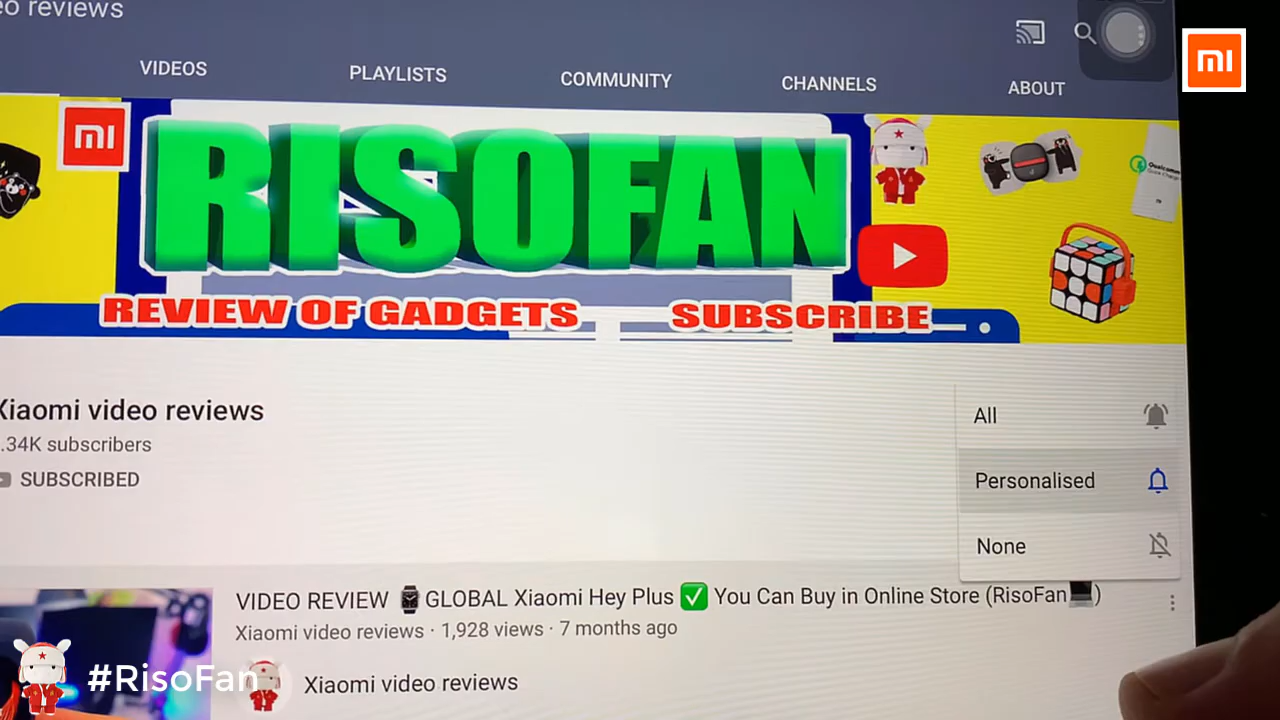 eo reviews
VIDEOS
PLAYLISTS
COMMUNITY
CHANNELS
ABOUT
mi
mi
RISOFAN
Qualcomm
REVIEW OF GADGETS
SUBSCRIBE
Xiaomi video reviews
.34K subscribers
SUBSCRIBED
All
Personalised
None
VIDEO REVIEW ⌚GLOBAL Xiaomi Hey Plus ✅ You Can Buy in Online Store (RisoFan💻)
Xiaomi video reviews · 1,928 views · 7 months ago
#RisoFan
Xiaomi video reviews